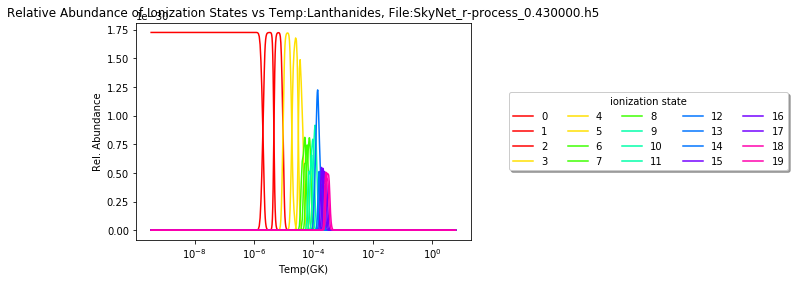 Relative Abundance of Ionization States vs Temp:Lanthanides, File:SkyNet_r-process_0.430000.h5
1e−30
1.75
1.50
1.25
1.00
0.75
0.50
0.25
0.00
Rel. Abundance
10^−8 10^−6 10^−4 10^−2 10^0
Temp(GK)
ionization state
0 4 8 12 16
1 5 9 13 17
2 6 10 14 18
3 7 11 15 19